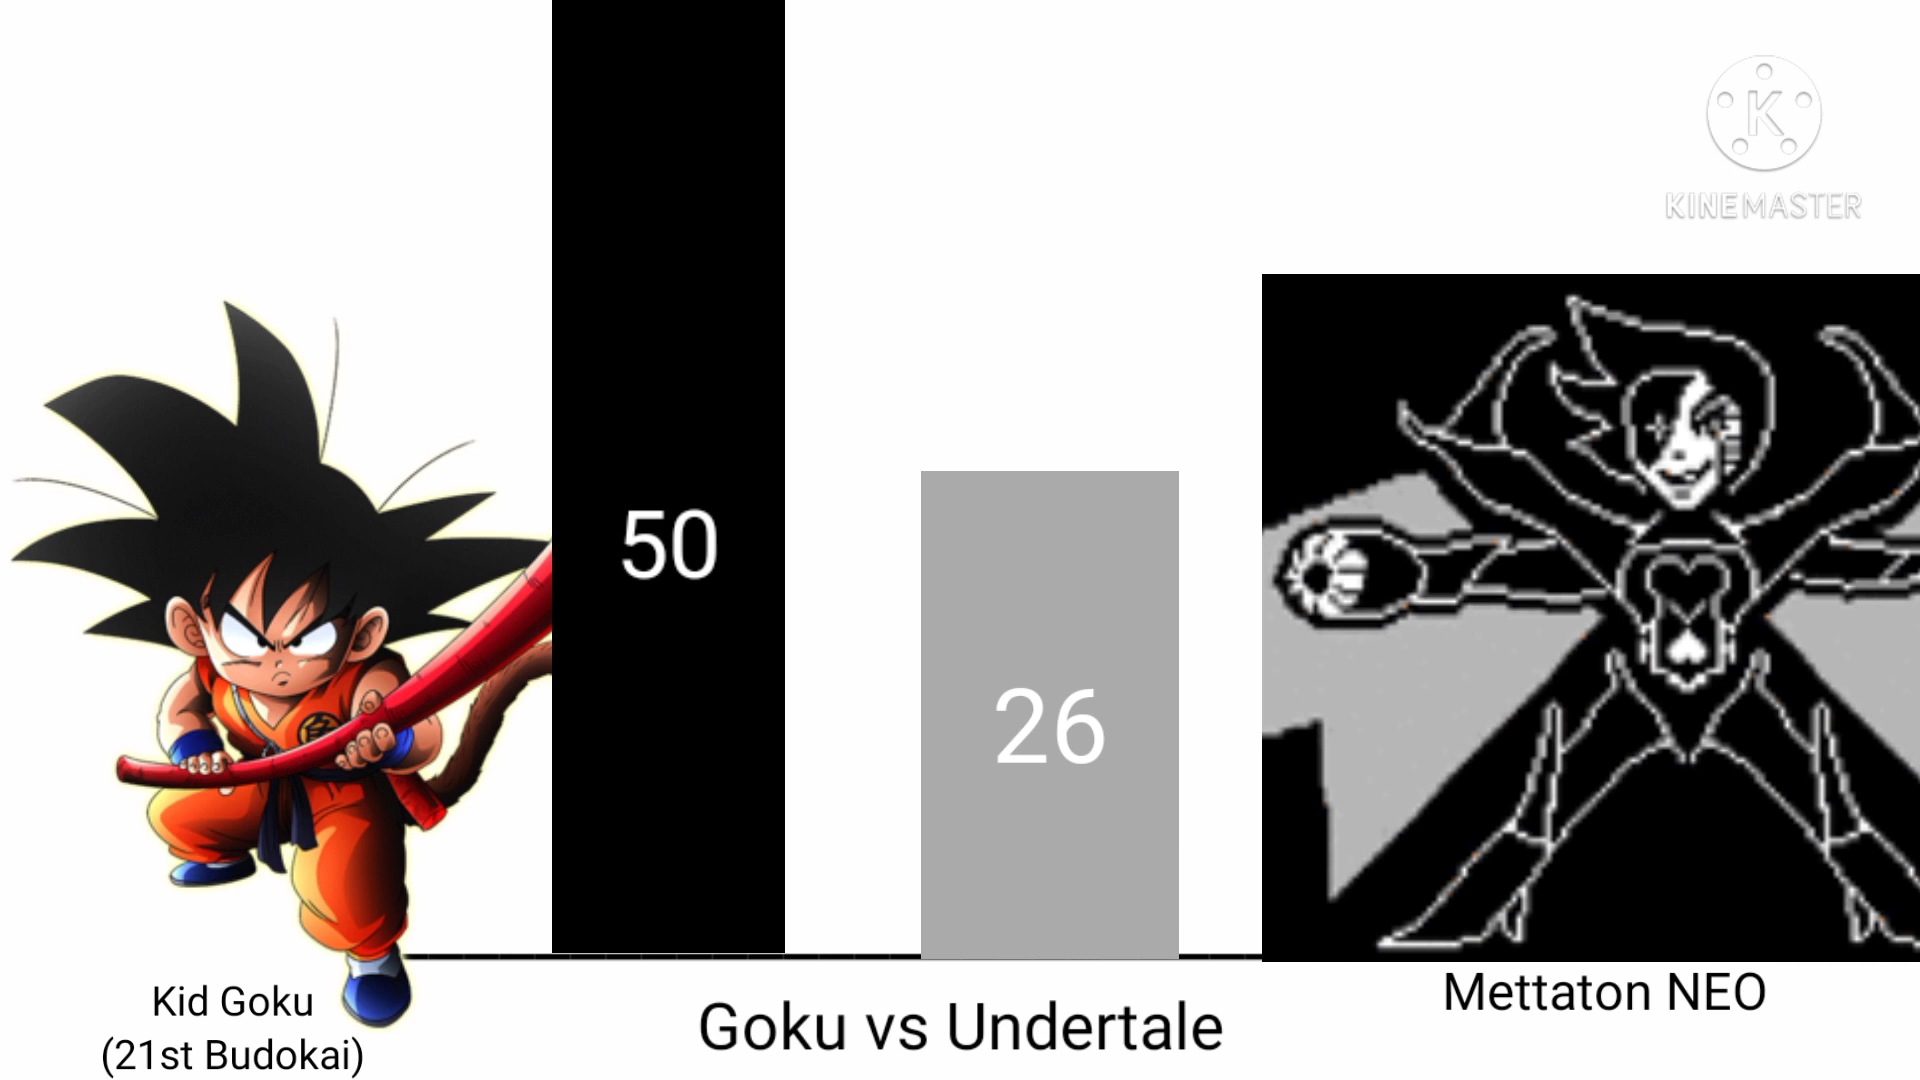 K
KINEMASTER
50
26
Kid Goku
(21st Budokai)
Goku vs Undertale
Mettaton NEO